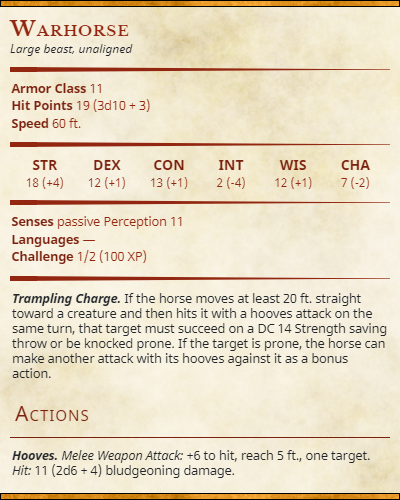 Warhorse
Large beast, unaligned
Armor Class 11
Hit Points 19 (3d10 + 3)
Speed 60 ft.
STR DEX CON INT WIS CHA
18 (+4) 12 (+1) 13 (+1) 2 (-4) 12 (+1) 7 (-2)
Senses passive Perception 11
Languages —
Challenge 1/2 (100 XP)
Trampling Charge. If the horse moves at least 20 ft. straight
toward a creature and then hits it with a hooves attack on the
same turn, that target must succeed on a DC 14 Strength saving
throw or be knocked prone. If the target is prone, the horse can
make another attack with its hooves against it as a bonus
action.
Actions
Hooves. Melee Weapon Attack: +6 to hit, reach 5 ft., one target.
Hit: 11 (2d6 + 4) bludgeoning damage.